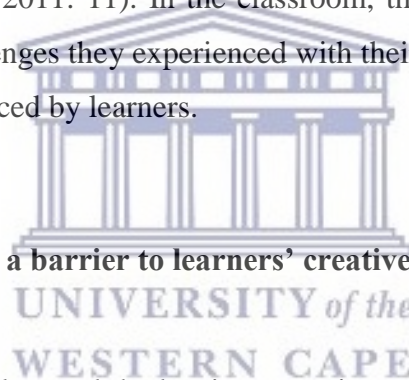 2011: 11). In the classroom, th
enges they experienced with thei
ced by learners.
a barrier to learners' creative
UNIVERSITY of the
WESTERN CAPE